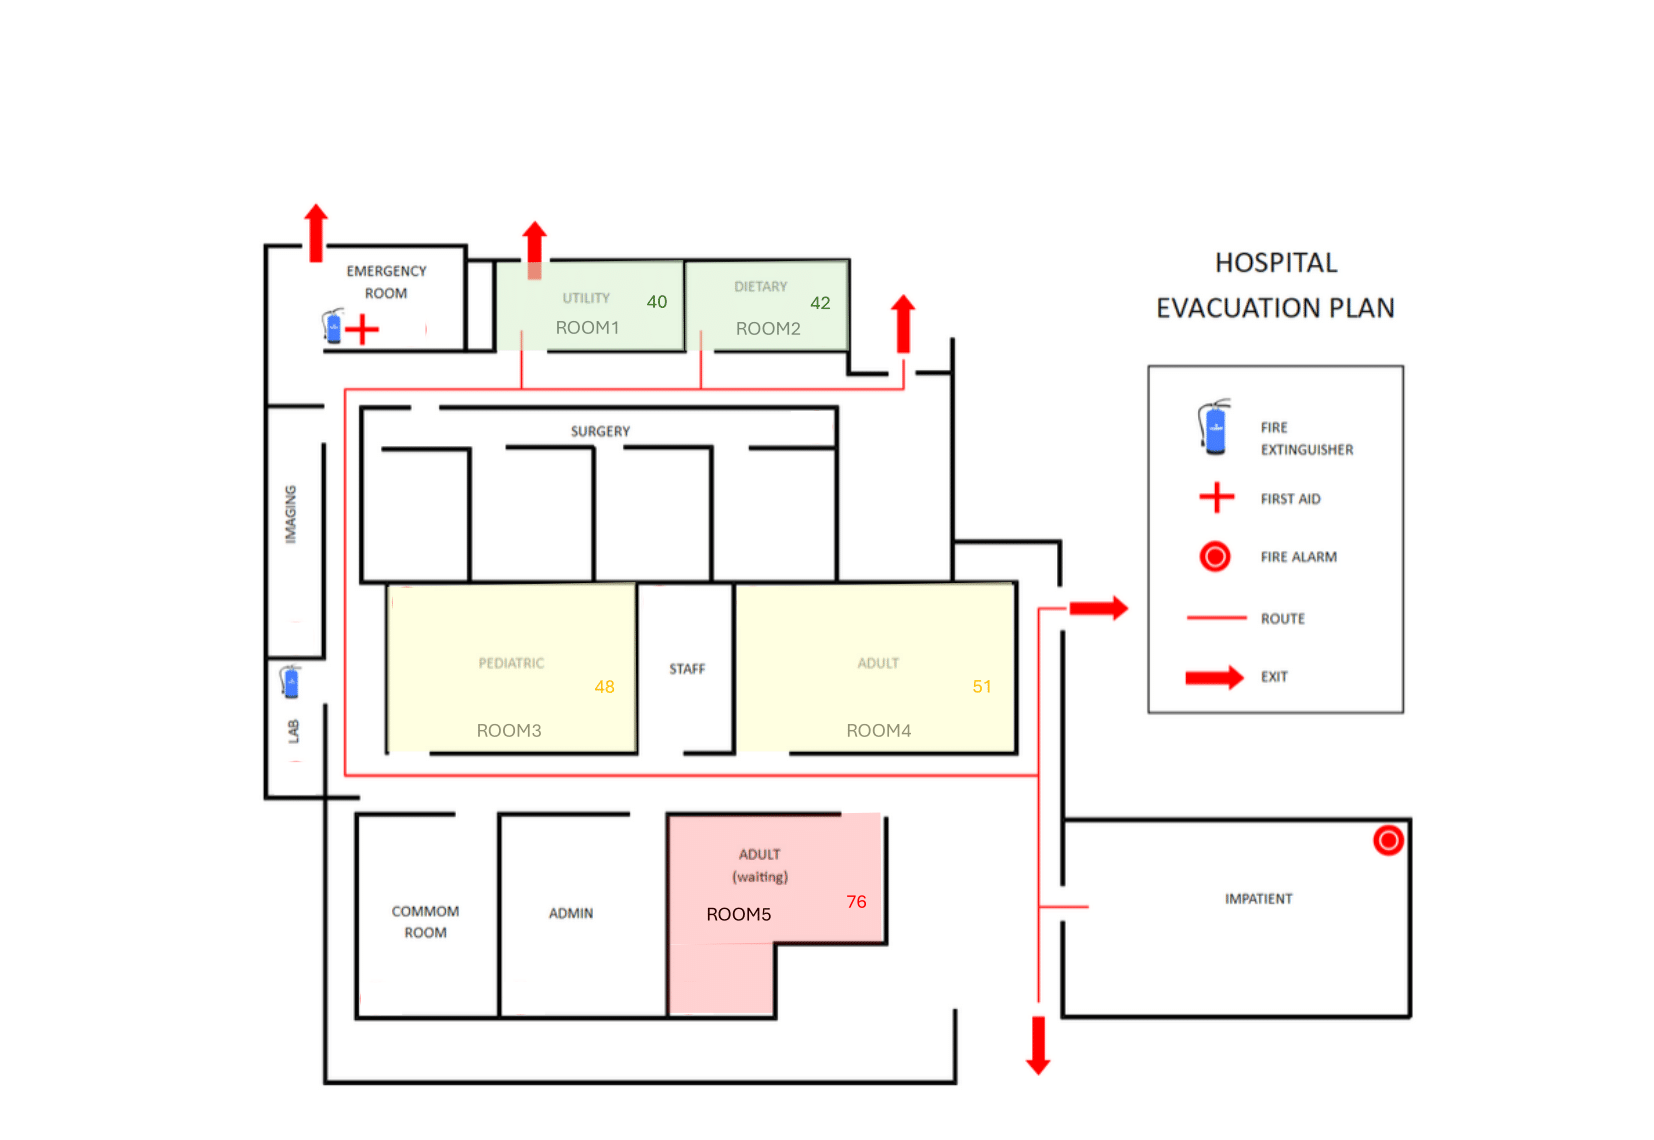 HOSPITAL
EVACUATION PLAN
EMERGENCY
ROOM
UTILITY
40
ROOM1
DIETARY
42
ROOM2
SURGERY
IMAGING
PEDIATRIC
48
ROOM3
STAFF
ADULT
51
ROOM4
LAB
COMMOM
ROOM
ADMIN
ADULT
(waiting)
76
ROOM5
IMPATIENT
FIRE
EXTINGUISHER
FIRST AID
FIRE ALARM
ROUTE
EXIT